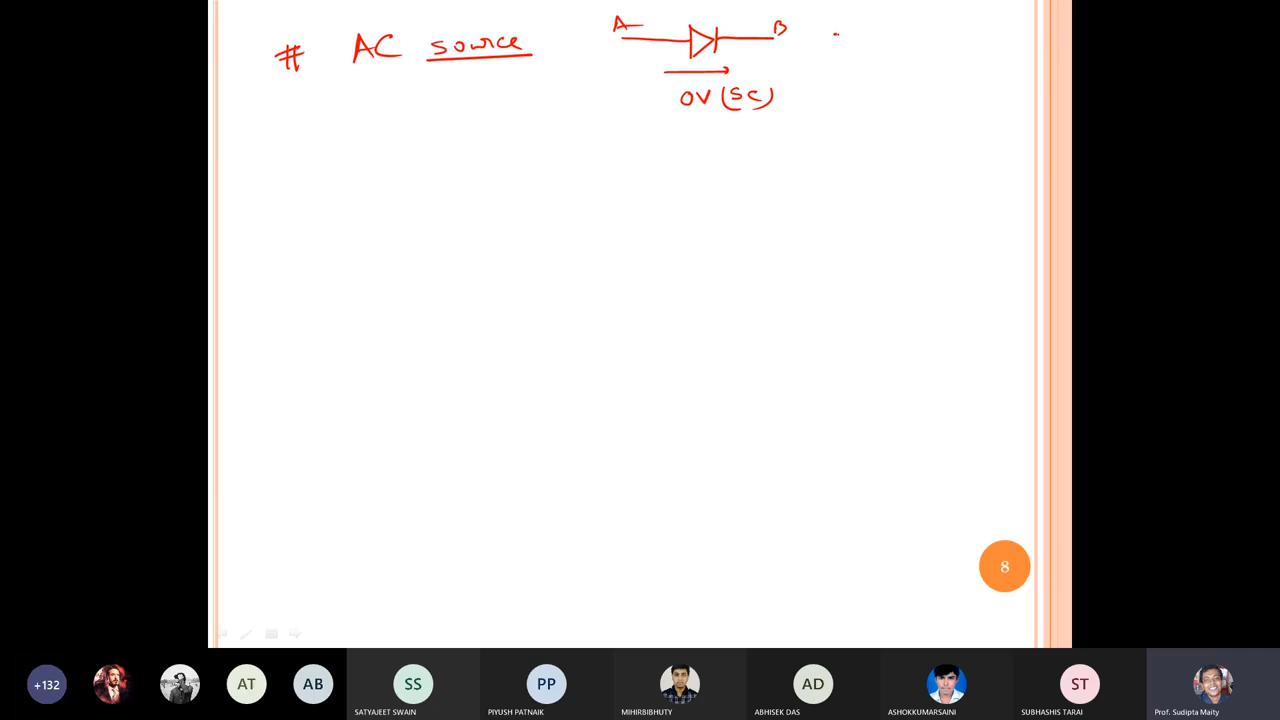 # AC source
A B
0V (SC)
8
+132
AT
AB
SS
PP
AD
ST
SATYAJEET SWAIN
PIYUSH PATNAIK
MIHIRBIBHUTY
ABHISEK DAS
ASHOKKUMARSAINI
SUBHASHIS TARAI
Prof. Sudipta Maity